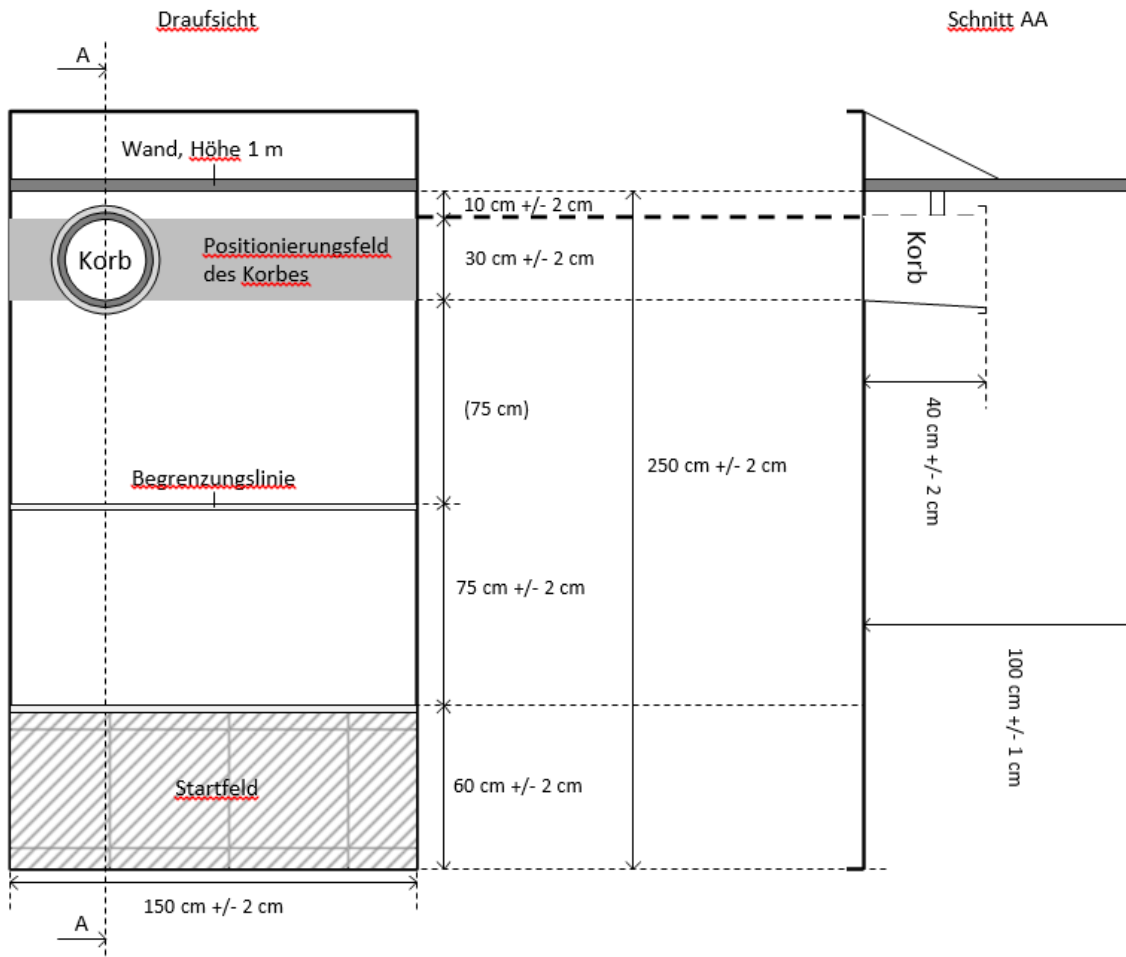 Draufsicht
Schnitt AA
A
Wand, Höhe 1 m
10 cm +/- 2 cm
Korb
Positionierungsfeld
des Korbes
30 cm +/- 2 cm
Korb
(75 cm)
40 cm +/- 2 cm
250 cm +/- 2 cm
Begrenzungslinie
75 cm +/- 2 cm
100 cm +/- 1 cm
Startfeld
60 cm +/- 2 cm
150 cm +/- 2 cm
A